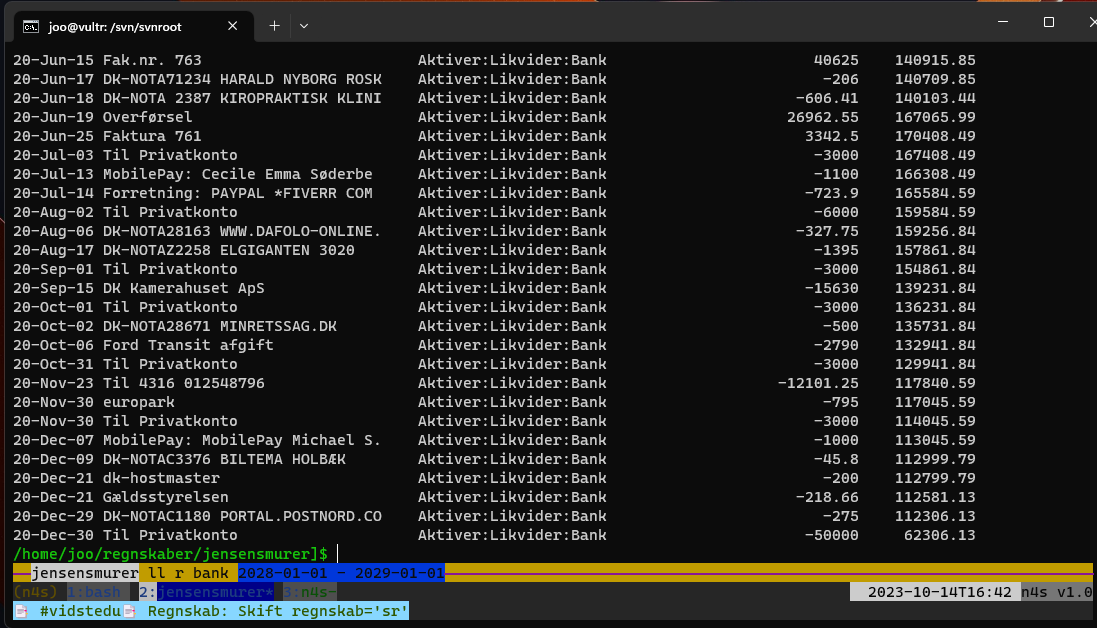 joo@vultr: /svn/svnroot
20-Jun-15 Fak.nr. 763 Aktiver:Likvider:Bank 40625 140915.85
20-Jun-17 DK-NOTA71234 HARALD NYBORG ROSK Aktiver:Likvider:Bank -206 140709.85
20-Jun-18 DK-NOTA 2387 KIROPRAKTISK KLINI Aktiver:Likvider:Bank -606.41 140103.44
20-Jun-19 Overførsel Aktiver:Likvider:Bank 26962.55 167065.99
20-Jun-25 Faktura 761 Aktiver:Likvider:Bank 3342.5 170408.49
20-Jul-03 Til Privatkonto Aktiver:Likvider:Bank -3000 167408.49
20-Jul-13 MobilePay: Cecile Emma Søderbe Aktiver:Likvider:Bank -1100 166308.49
20-Jul-14 Forretning: PAYPAL *FIVERR COM Aktiver:Likvider:Bank -723.9 165584.59
20-Aug-02 Til Privatkonto Aktiver:Likvider:Bank -6000 159584.59
20-Aug-06 DK-NOTA28163 WWW.DAFOLO-ONLINE. Aktiver:Likvider:Bank -327.75 159256.84
20-Aug-17 DK-NOTAZ2258 ELGIGANTEN 3020 Aktiver:Likvider:Bank -1395 157861.84
20-Sep-01 Til Privatkonto Aktiver:Likvider:Bank -3000 154861.84
20-Sep-15 DK Kamerahuset ApS Aktiver:Likvider:Bank -15630 139231.84
20-Oct-01 Til Privatkonto Aktiver:Likvider:Bank -3000 136231.84
20-Oct-02 DK-NOTA28671 MINRETSSAG.DK Aktiver:Likvider:Bank -500 135731.84
20-Oct-06 Ford Transit afgift Aktiver:Likvider:Bank -2790 132941.84
20-Oct-31 Til Privatkonto Aktiver:Likvider:Bank -3000 129941.84
20-Nov-23 Til 4316 012548796 Aktiver:Likvider:Bank -12101.25 117840.59
20-Nov-30 europark Aktiver:Likvider:Bank -795 117045.59
20-Nov-30 Til Privatkonto Aktiver:Likvider:Bank -3000 114045.59
20-Dec-07 MobilePay: MobilePay Michael S. Aktiver:Likvider:Bank -1000 113045.59
20-Dec-09 DK-NOTAC3376 BILTEMA HOLBÆK Aktiver:Likvider:Bank -45.8 112999.79
20-Dec-21 dk-hostmaster Aktiver:Likvider:Bank -200 112799.79
20-Dec-21 Gældsstyrelsen Aktiver:Likvider:Bank -218.66 112581.13
20-Dec-29 DK-NOTAC1180 PORTAL.POSTNORD.CO Aktiver:Likvider:Bank -275 112306.13
20-Dec-30 Til Privatkonto Aktiver:Likvider:Bank -50000 62306.13
/home/joo/regnskaber/jensensmurer]$
jensensmurer ll r bank 2028-01-01 - 2029-01-01
(n4s) 1:bash 2:jensensmurer* 3:n4s- 2023-10-14T16:42 n4s v1.0
#vidstedu Regnskab: Skift regnskab='sr'